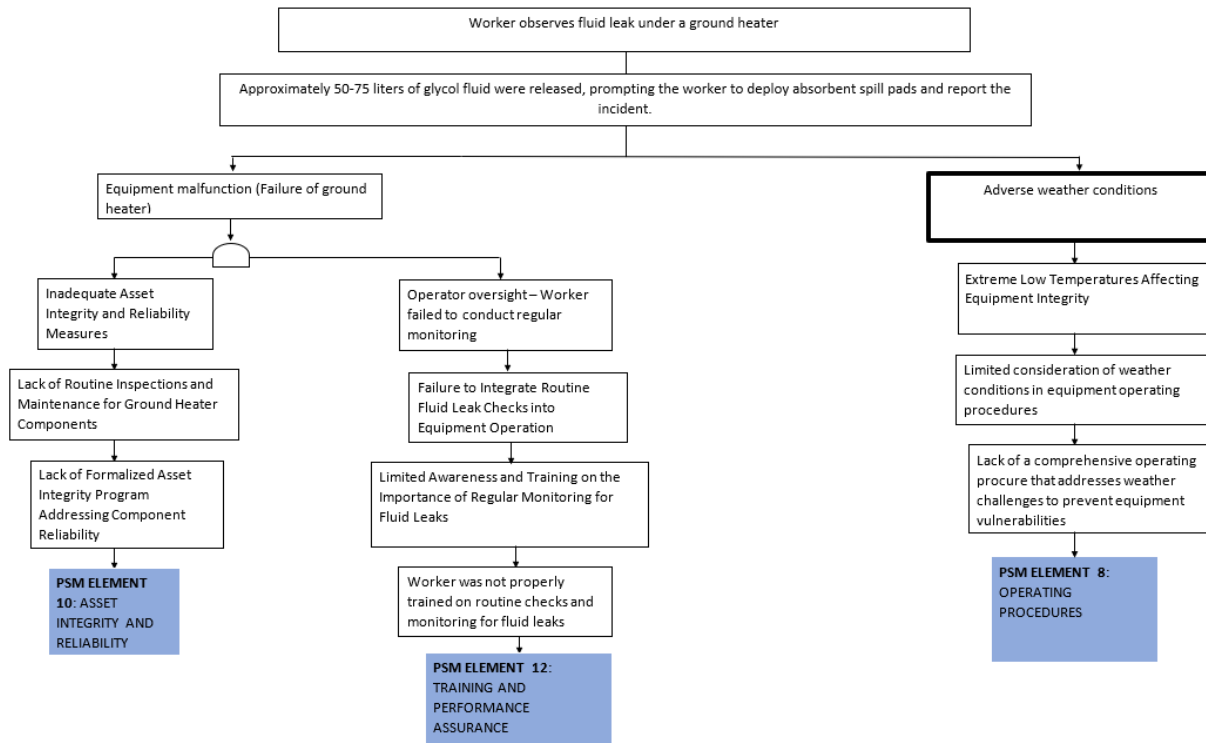 Worker observes fluid leak under a ground heater
Approximately 50-75 liters of glycol fluid were released, prompting the worker to deploy absorbent spill pads and report the
incident.
Equipment malfunction (Failure of ground
heater)
Adverse weather conditions
Inadequate Asset
Integrity and Reliability
Measures
Operator oversight – Worker
failed to conduct regular
monitoring
Extreme Low Temperatures Affecting
Equipment Integrity
Lack of Routine Inspections and
Maintenance for Ground Heater
Components
Failure to Integrate Routine
Fluid Leak Checks into
Equipment Operation
Limited consideration of weather
conditions in equipment operating
procedures
Lack of Formalized Asset
Integrity Program
Addressing Component
Reliability
Limited Awareness and Training on the
Importance of Regular Monitoring for
Fluid Leaks
Lack of a comprehensive operating
procure that addresses weather
challenges to prevent equipment
vulnerabilities
PSM ELEMENT
10: ASSET
INTEGRITY AND
RELIABILITY
Worker was not properly
trained on routine checks and
monitoring for fluid leaks
PSM ELEMENT 8:
OPERATING
PROCEDURES
PSM ELEMENT 12:
TRAINING AND
PERFORMANCE
ASSURANCE